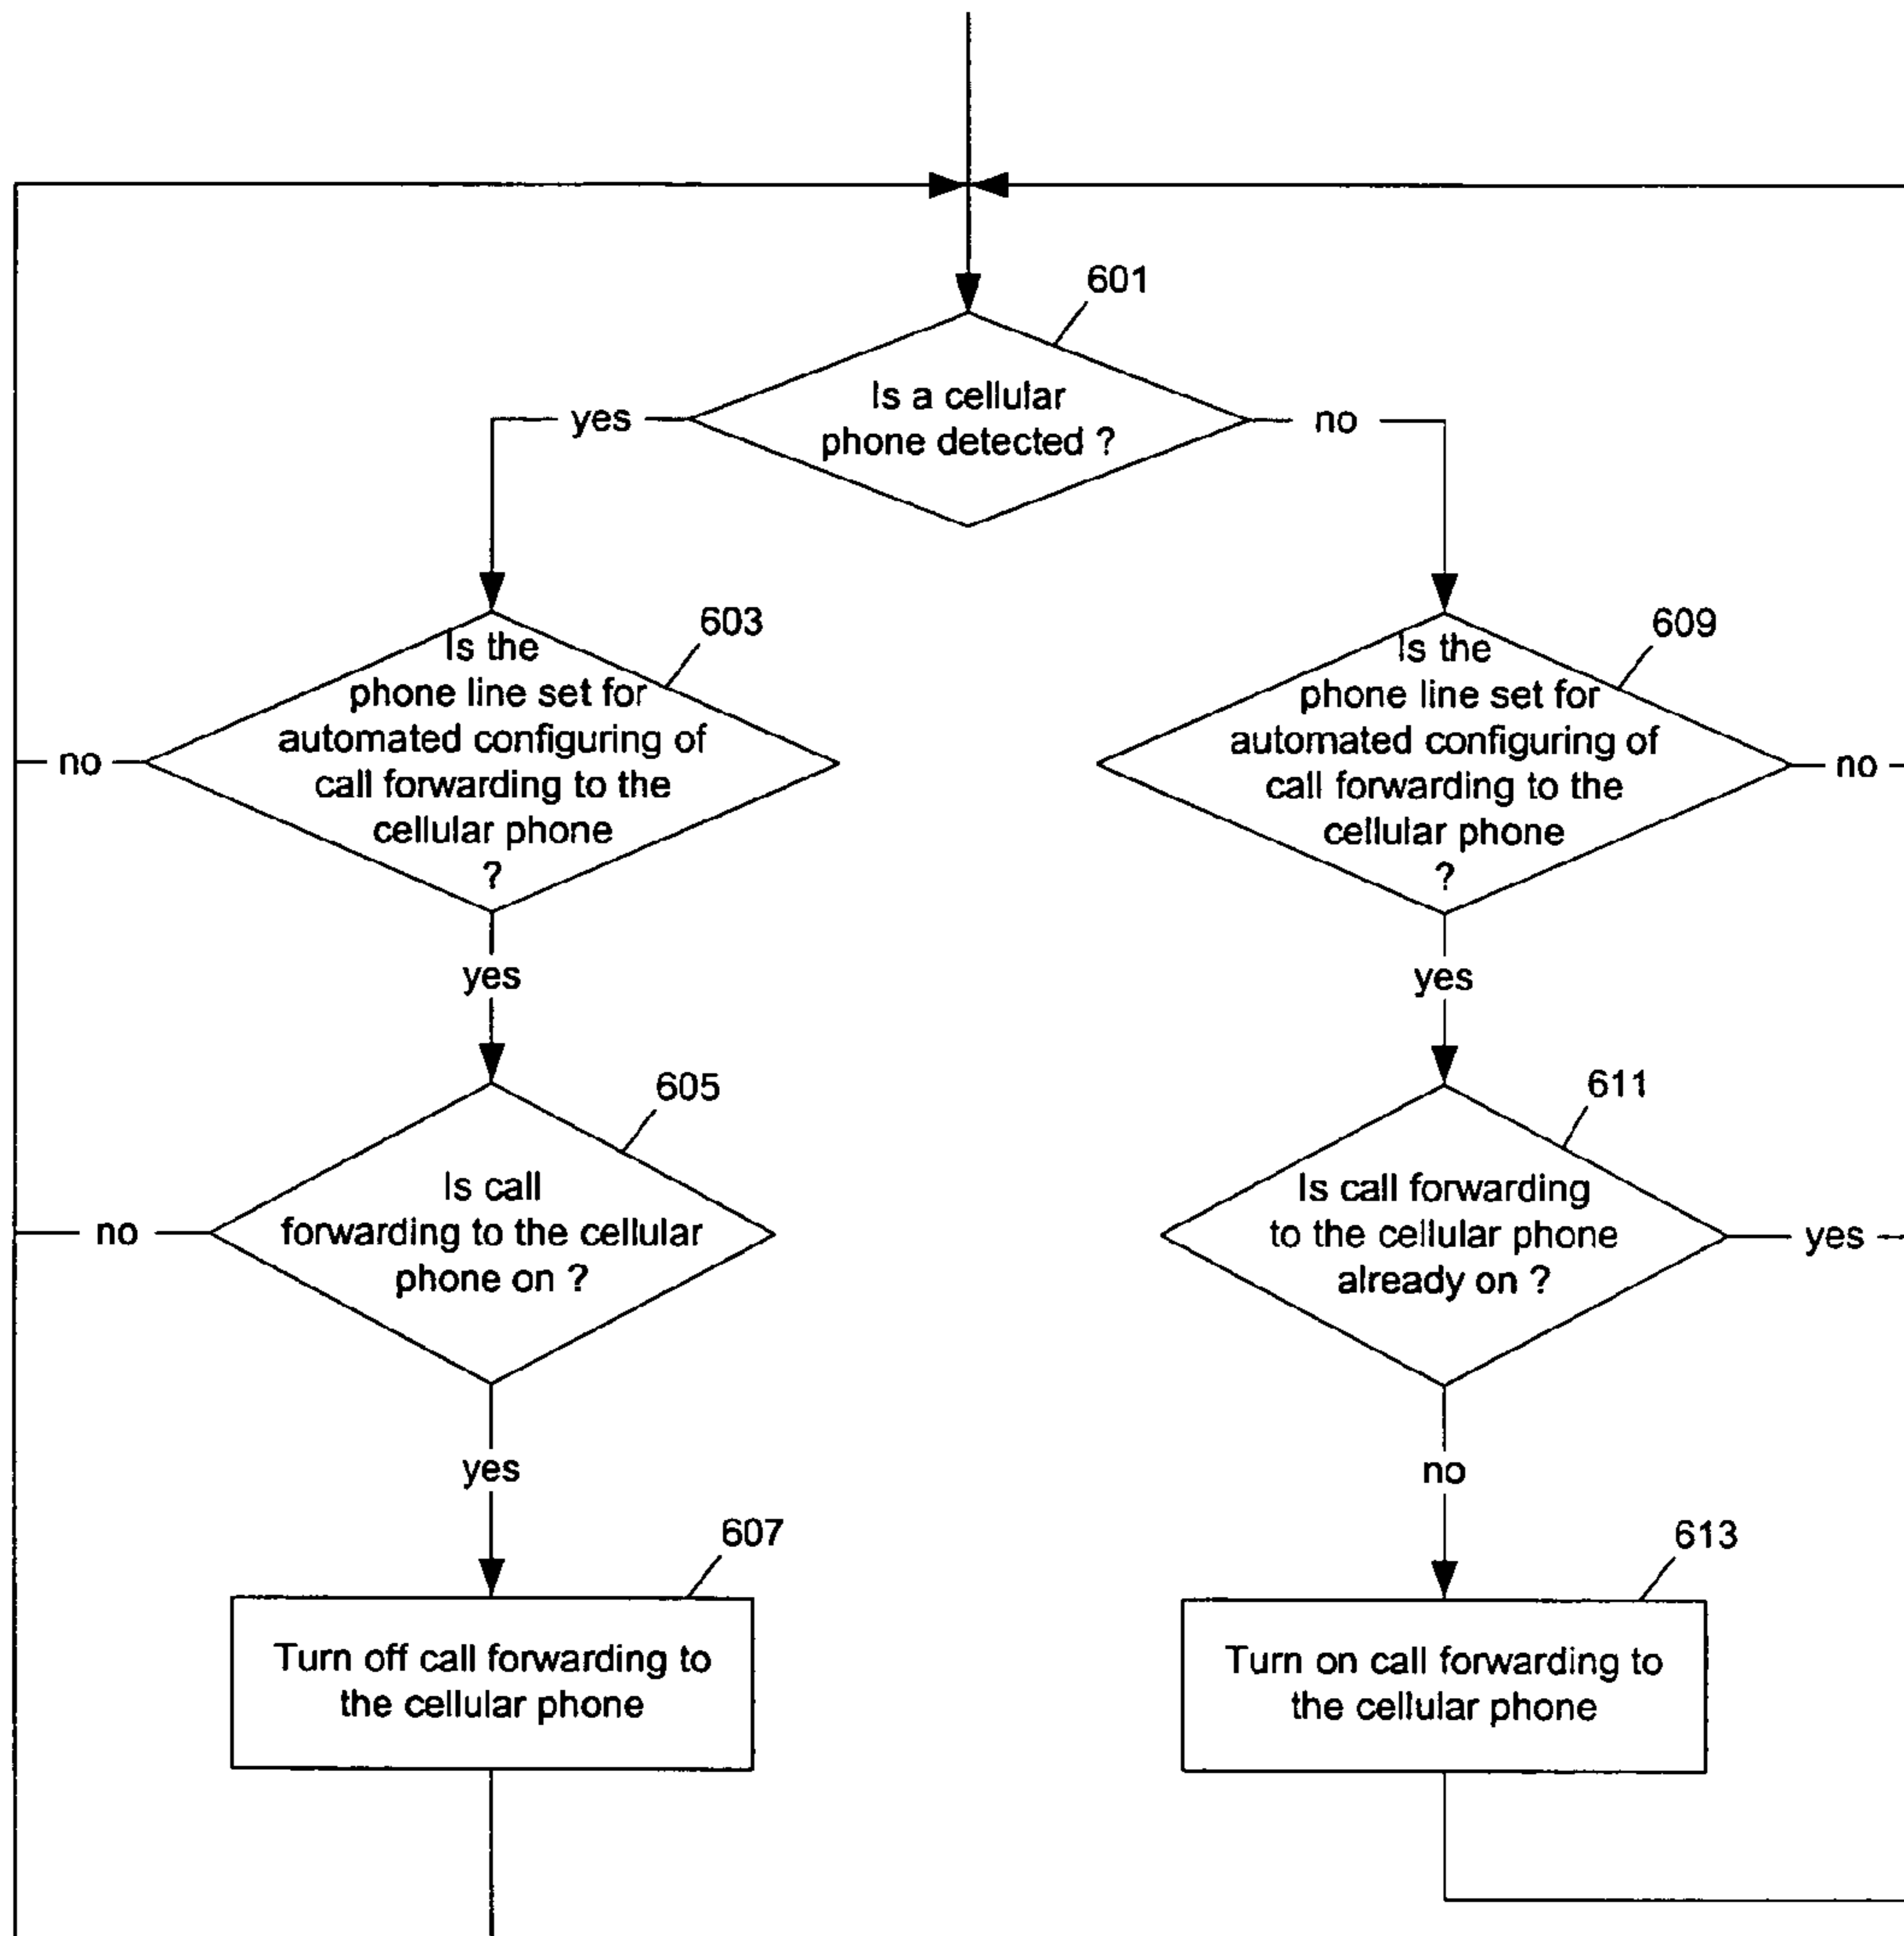 601
Is a cellular
phone detected ?
yes
no
603
Is the
phone line set for
automated configuring of
call forwarding to the
cellular phone
?
no
yes
609
Is the
phone line set for
automated configuring of
call forwarding to the
cellular phone
?
no
yes
605
Is call
forwarding to the cellular
phone on ?
no
yes
611
Is call forwarding
to the cellular phone
already on ?
yes
no
607
Turn off call forwarding to
the cellular phone
613
Turn on call forwarding to
the cellular phone